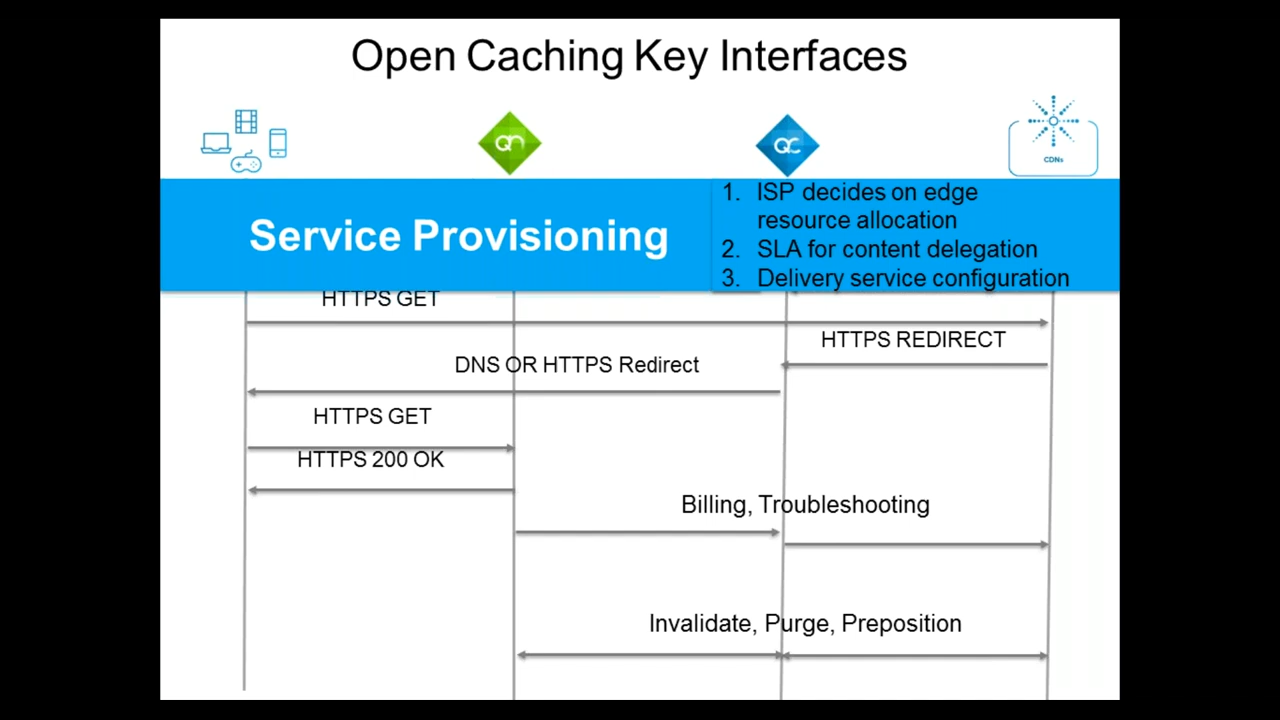 Open Caching Key Interfaces
Qn
QC
CDNs
Service Provisioning
1. ISP decides on edge
resource allocation
2. SLA for content delegation
3. Delivery service configuration
HTTPS GET
HTTPS REDIRECT
DNS OR HTTPS Redirect
HTTPS GET
HTTPS 200 OK
Billing, Troubleshooting
Invalidate, Purge, Preposition